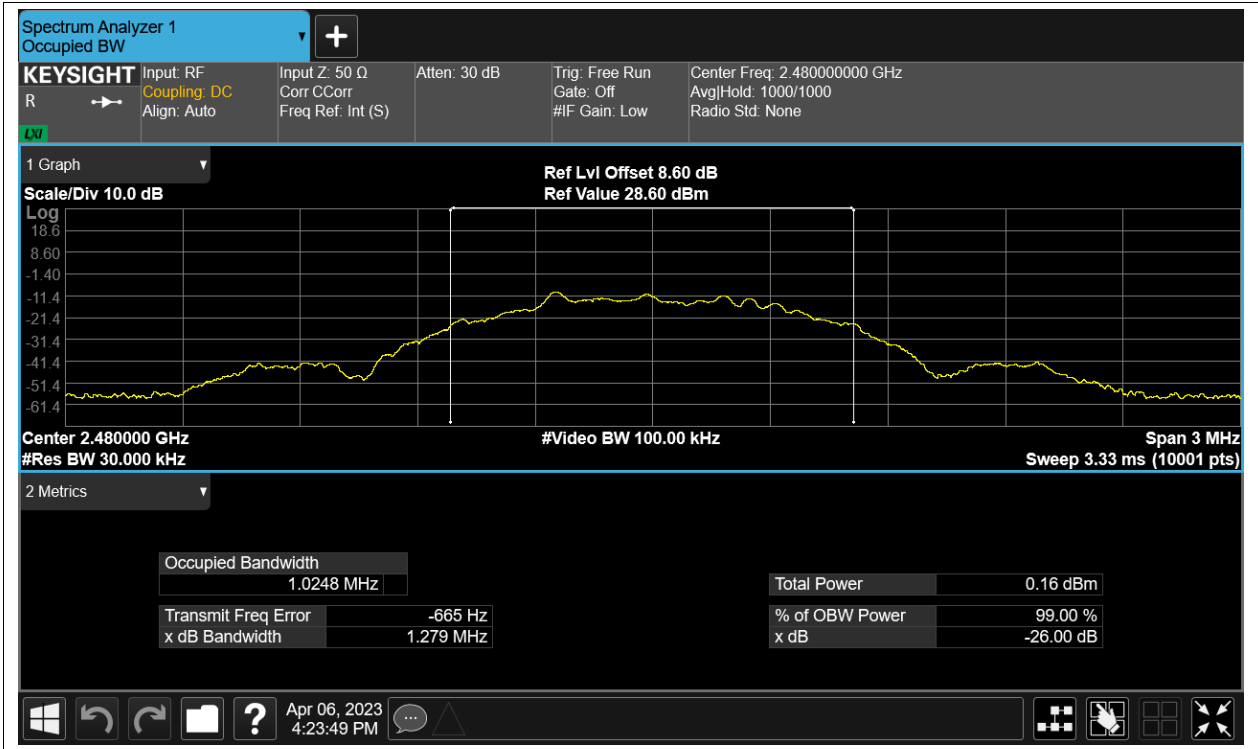 Spectrum Analyzer 1
Occupied BW
KEYSIGHT
R
LXI
Input: RF
Coupling: DC
Align: Auto
Input Z: 50 Ω
Corr CCorr
Freq Ref: Int (S)
Atten: 30 dB
Trig: Free Run
Gate: Off
#IF Gain: Low
Center Freq: 2.480000000 GHz
Avg|Hold: 1000/1000
Radio Std: None
1 Graph
Scale/Div 10.0 dB
Ref Lvl Offset 8.60 dB
Ref Value 28.60 dBm
Log
18.6
8.60
-1.40
-11.4
-21.4
-31.4
-41.4
-51.4
-61.4
Center 2.480000 GHz
#Res BW 30.000 kHz
#Video BW 100.00 kHz
Span 3 MHz
Sweep 3.33 ms (10001 pts)
2 Metrics
Occupied Bandwidth
1.0248 MHz
Transmit Freq Error -665 Hz
x dB Bandwidth 1.279 MHz
Total Power 0.16 dBm
% of OBW Power 99.00 %
x dB -26.00 dB
?
Apr 06, 2023
4:23:49 PM